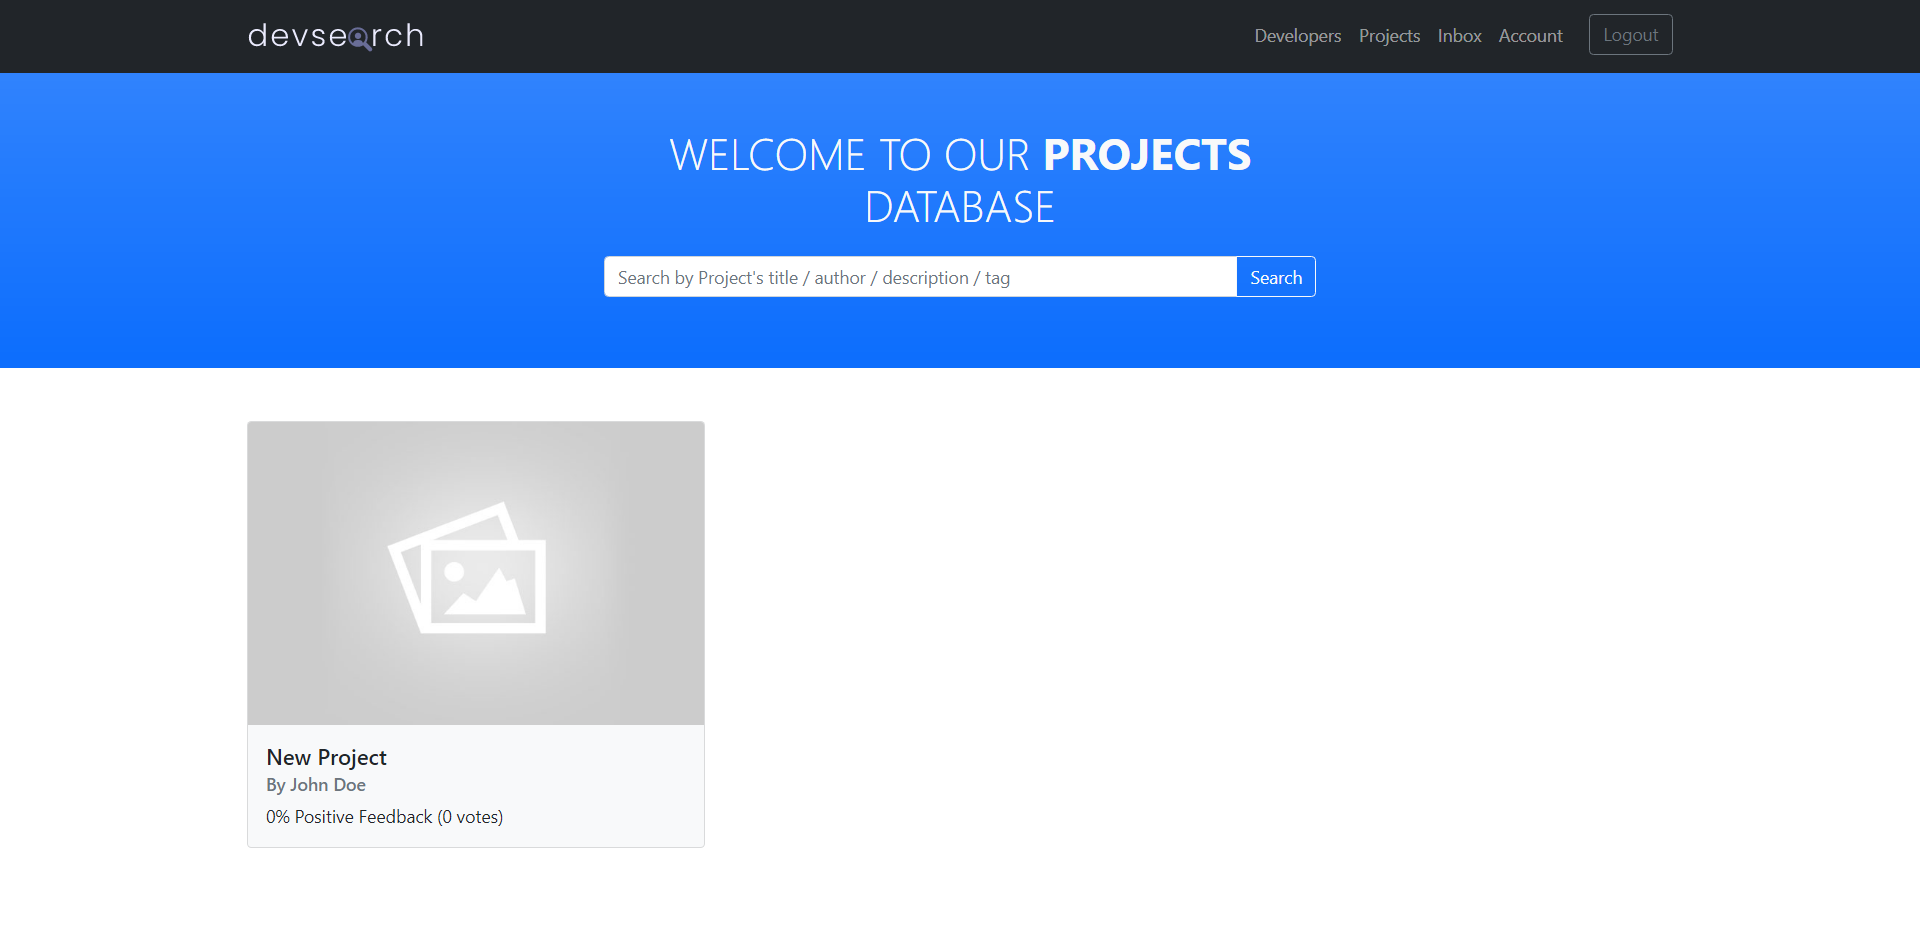 devsearch
Developers Projects Inbox Account Logout
WELCOME TO OUR PROJECTS
DATABASE
Search by Project's title / author / description / tag Search
New Project
By John Doe
0% Positive Feedback (0 votes)